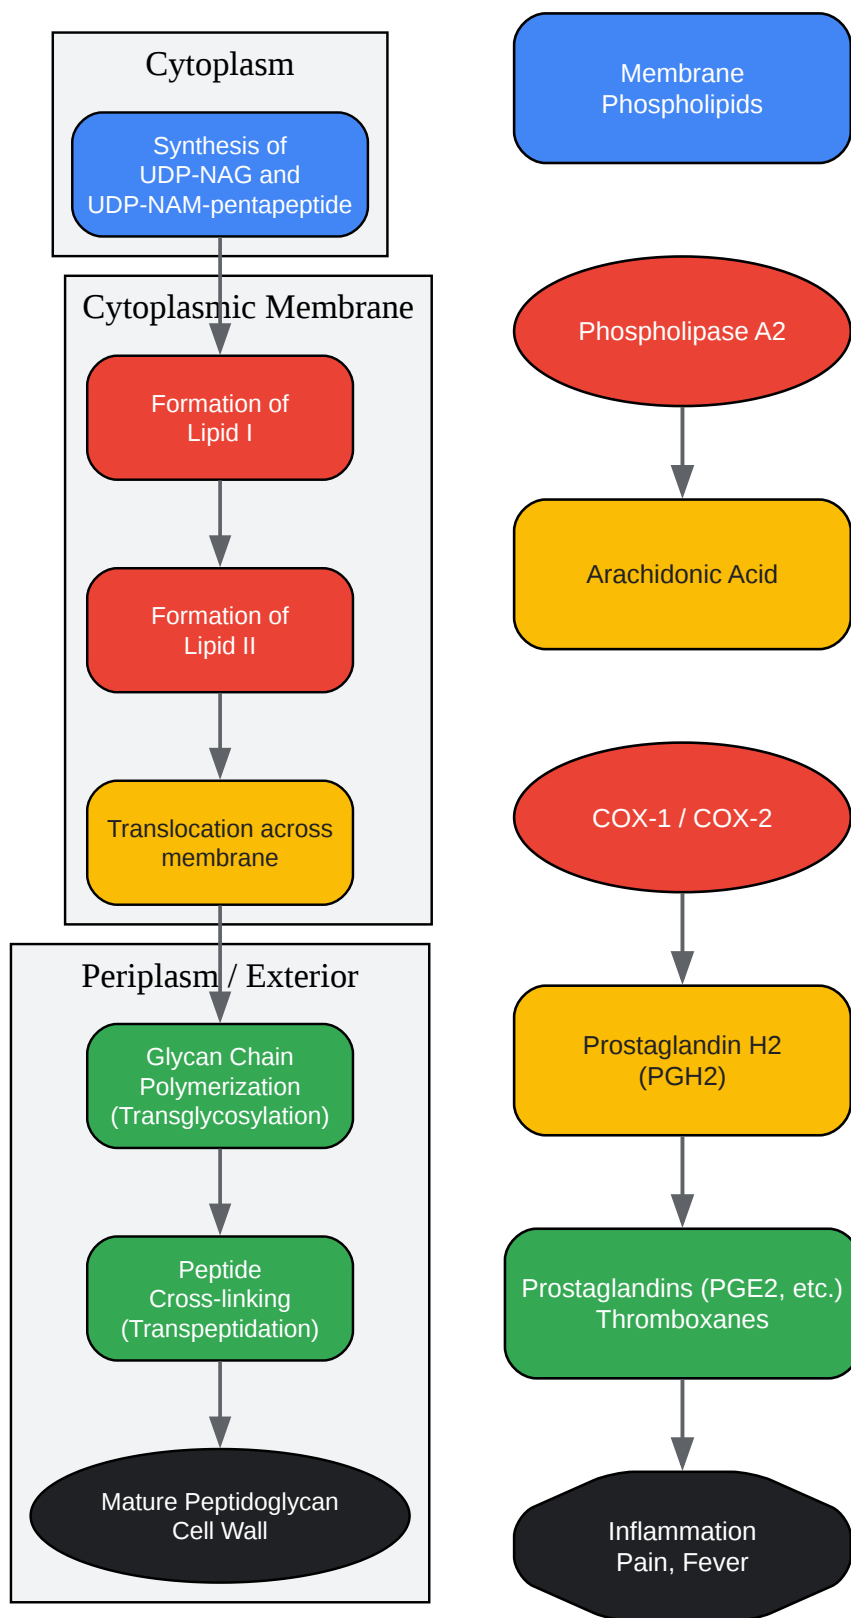 Cytoplasm
Synthesis of
UDP-NAG and
UDP-NAM-pentapeptide
Cytoplasmic Membrane
Formation of
Lipid I
Formation of
Lipid II
Translocation across
membrane
Periplasm / Exterior
Glycan Chain
Polymerization
(Transglycosylation)
Peptide
Cross-linking
(Transpeptidation)
Mature Peptidoglycan
Cell Wall
Membrane
Phospholipids
Phospholipase A2
Arachidonic Acid
COX-1 / COX-2
Prostaglandin H2
(PGH2)
Prostaglandins (PGE2, etc.)
Thromboxanes
Inflammation
Pain, Fever